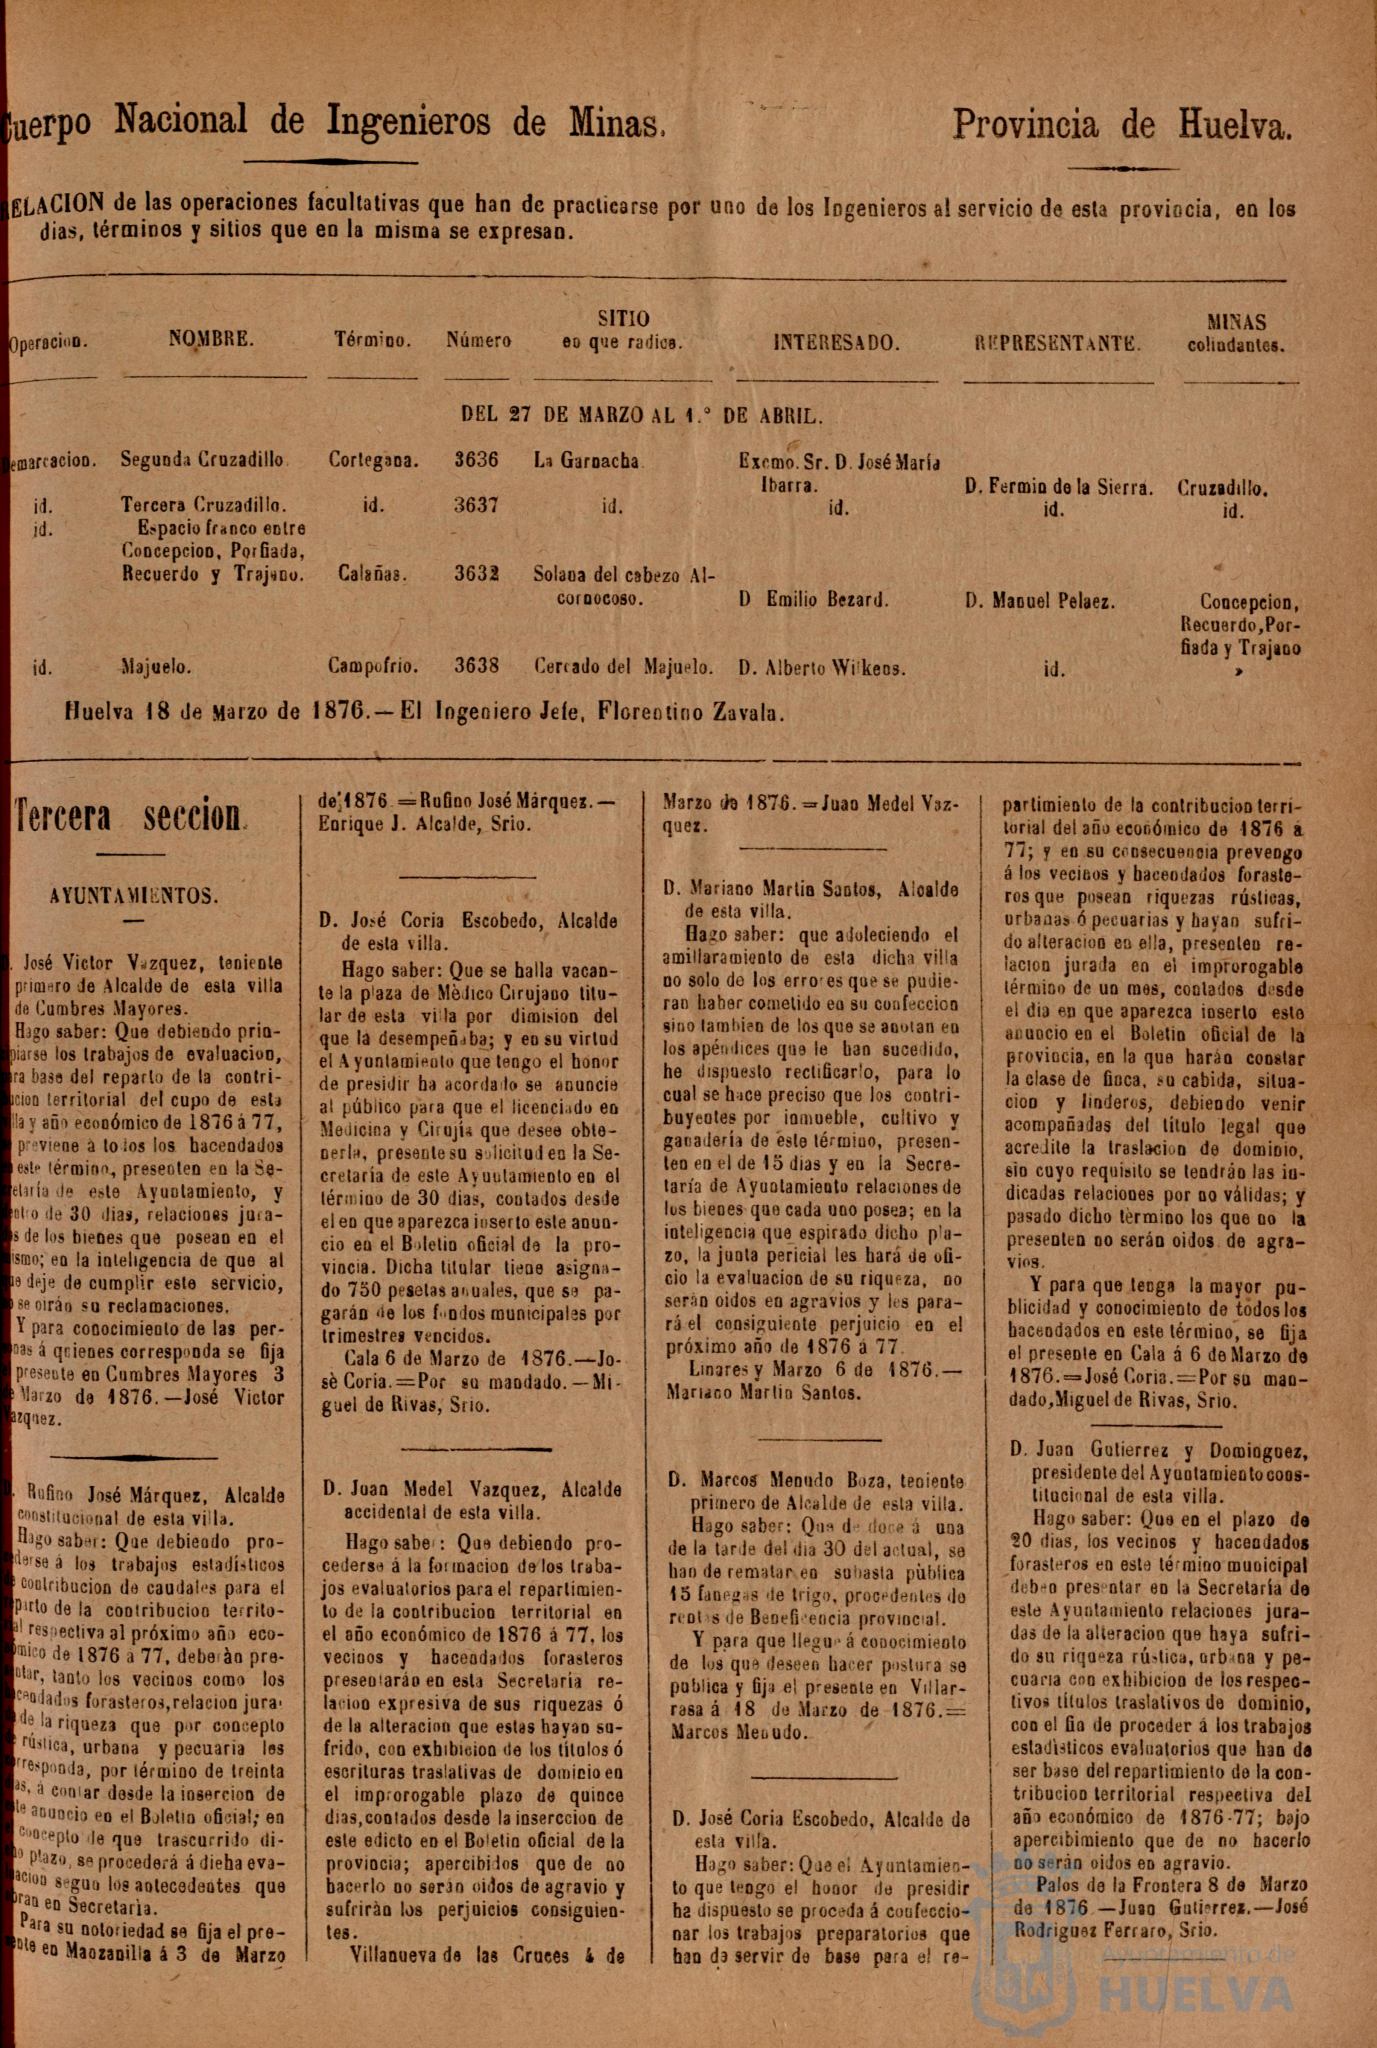 Cuerpo Nacional de Ingenieros de Minas.
Provincia de Huelva.
RELACION de las operaciones facultativas que han de practicarse por uno de los Ingenieros al servicio de esta provincia, en los
dias, términos y sitios que en la misma se expresan.
Operacion. NOMBRE. Término. Número SITIO en que radica. INTERESADO. REPRESENTANTE. MINAS colindantes.
DEL 27 DE MARZO AL 1.º DE ABRIL.
emarcacion. Segunda Cruzadillo. Cortegana. 3636 La Garnacha. Excmo. Sr. D. José María
Ibarra. D. Fermin de la Sierra. Cruzadillo.
id. Tercera Cruzadillo. id. 3637 id. id. id. id.
id. Espacio franco entre
Concepcion, Porfiada,
Recuerdo y Trajano. Calañas. 3632 Solana del cabezo Al-
cornocoso. D Emilio Bezard. D. Manuel Pelaez. Concepcion,
Recuerdo, Por-
fiada y Trajano
id. Majuelo. Campofrio. 3638 Cercado del Majuelo. D. Alberto Wilkens. id. »
Huelva 18 de Marzo de 1876.—El Ingeniero Jefe, Florentino Zavala.
Tercera seccion.
AYUNTAMIENTOS.
. José Victor Vazquez, teniente
primero de Alcalde de esta villa
de Cumbres Mayores.
Hago saber: Que debiendo prin-
piarse los trabajos de evaluacion,
ra base del reparto de la contri-
ucion territorial del cupo de esta
lla y año económico de 1876 á 77,
previene á todos los hacendados
este término, presenten en la Se-
retaría de este Ayuntamiento, y
entro de 30 dias, relaciones jura-
s de los bienes que posean en el
ismo; en la inteligencia de que al
ue deje de cumplir este servicio,
o se oirán su reclamaciones.
Y para conocimiento de las per-
nas á quienes corresponda se fija
presente en Cumbres Mayores 3
e Marzo de 1876.—José Victor
azquez.
. Rufino José Márquez, Alcalde
constitucional de esta villa.
Hago saber: Que debiendo pro-
ederse á los trabajos estadísticos
e contribucion de caudales para el
parto de la contribucion territo-
al respectiva al próximo año eco-
ómico de 1876 á 77, deberàn pre-
ntar, tanto los vecinos como los
cendados forasteros, relacion jura-
de la riqueza que por concepto
rústica, urbana y pecuaria les
rresponda, por término de treinta
as, á contar desde la insercion de
te anuncio en el Boletin oficial; en
concepto de que trascurrido di-
ho plazo, se procederá á dieha eva-
acion segun los antecedentes que
bran en Secretarìa.
Para su notoriedad se fija el pre-
ente en Manzanilla á 3 de Marzo
de 1876.=Rufino José Márquez.—
Enrique J. Alcalde, Srio.
D. José Coria Escobedo, Alcalde
de esta villa.
Hago saber: Que se halla vacan-
te la plaza de Mèdico Cirujano titu-
lar de esta villa por dimision del
que la desempeñaba; y en su virtud
el Ayuntamiento que tengo el honor
de presidir ha acordado se anuncie
al público para que el licenciado en
Medicina y Cirujía que desee obte-
nerla, presente su solicitud en la Se-
cretaría de este Ayuntamiento en el
término de 30 dias, contados desde
el en que aparezca inserto este anun-
cio en el Boletin oficial de la pro-
vincia. Dicha titular tiene asigna-
do 750 pesetas anuales, que se pa-
garán de los fondos municipales por
trimestres vencidos.
Cala 6 de Marzo de 1876.—Jo-
sè Coria.=Por su mandado.—Mi-
guel de Rivas, Srio.
D. Juan Medel Vazquez, Alcalde
accidental de esta villa.
Hago saber: Que debiendo pro-
cederse á la formacion de los traba-
jos evaluatorios para el repartimien-
to de la contribucion territorial en
el año económico de 1876 á 77, los
vecinos y hacendados forasteros
presentarán en esta Secretaria re-
lacion expresiva de sus riquezas ó
de la alteracion que estas hayan su-
frido, con exhibicion de los títulos ó
escrituras traslativas de dominio en
el improrogable plazo de quince
dias, contados desde la inserccion de
este edicto en el Boletin oficial de la
provincia; apercibidos que de no
hacerlo no serán oidos de agravio y
sufrirán los perjuicios consiguien-
tes.
Villanueva de las Cruces á de
Marzo de 1876.=Juan Medel Vaz-
quez.
D. Mariano Martin Santos, Alcalde
de esta villa.
Hago saber: que adoleciendo el
amillaramiento de esta dicha villa
no solo de los errores que se pudie-
ran haber cometido en su confeccion
sino tambien de los que se anotan en
los apéndices que le han sucedido,
he dispuesto rectificarlo, para lo
cual se hace preciso que los contri-
buyentes por inmueble, cultivo y
ganadería de este término, presen-
ten en el de 15 dias y en la Secre-
taría de Ayuntamiento relaciones de
los bienes que cada uno posea; en la
inteligencia que espirado dicho pla-
zo, la junta pericial les hará de ofi-
cio la evaluacion de su riqueza, no
serán oidos en agravios y les para-
rá el consiguiente perjuicio en el
próximo año de 1876 á 77.
Linares y Marzo 6 de 1876.—
Mariano Martin Santos.
D. Marcos Menudo Boza, teniente
primero de Alcalde de esta villa.
Hago saber: Que de doce á una
de la tarde del dia 30 del actual, se
han de rematar en subasta pública
15 fanegas de trigo, procedentes de
rentas de Beneficencia provincial.
Y para que llegue á conocimiento
de los que deseen hacer postura se
publica y fija el presente en Villar-
rasa á 18 de Marzo de 1876.=
Marcos Menudo.
D. José Coria Escobedo, Alcalde de
esta villa.
Hago saber: Que el Ayuntamien-
to que tengo el honor de presidir
ha dispuesto se proceda á confeccio-
nar los trabajos preparatorios que
han de servir de base para el re-
partimiento de la contribucion terri-
torial del año económico de 1876 á
77; y en su consecuencia prevengo
á los vecinos y hacendados foraste-
ros que posean riquezas rústicas,
urbanas ó pecuarias y hayan sufri-
do alteracion en ella, presenten re-
lacion jurada en el improrogable
término de un mes, contados desde
el dia en que aparezca inserto este
anuncio en el Boletin oficial de la
provincia, en la que harán constar
la clase de finca, su cabida, situa-
cion y linderos, debiendo venir
acompañadas del título legal que
acredite la traslacion de dominio,
sin cuyo requisito se tendrán las in-
dicadas relaciones por no válidas; y
pasado dicho tèrmino los que no la
presenten no serán oidos de agra-
vios.
Y para que tenga la mayor pu-
blicidad y conocimiento de todos los
hacendados en este término, se fija
el presente en Cala á 6 de Marzo de
1876.=José Coria.=Por su man-
dado, Miguel de Rivas, Srio.
D. Juan Gutierrez y Dominguez,
presidente del Ayuntamiento cons-
titucional de esta villa.
Hago saber: Que en el plazo de
20 dias, los vecinos y hacendados
forasteros en este término municipal
deben presentar en la Secretaría de
este Ayuntamiento relaciones jura-
das de la alteracion que haya sufri-
do su riqueza rústica, urbana y pe-
cuaria con exhibicion de los respec-
tivos títulos traslativos de dominio,
con el fin de proceder á los trabajos
estadìsticos evaluatorios que han de
ser base del repartimiento de la con-
tribucion territorial respectiva del
año económico de 1876-77; bajo
apercibimiento que de no hacerlo
no serán oidos en agravio.
Palos de la Frontera 8 de Marzo
de 1876.—Juan Gutierrez.—José
Rodriguez Ferraro, Srio.
Ayuntamiento de
HUELVA